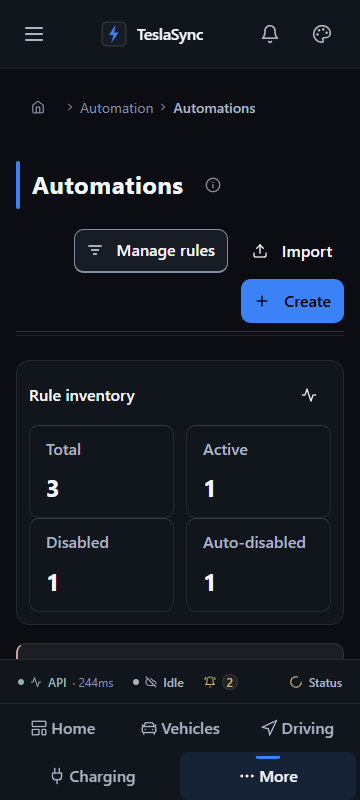 TeslaSync
Automation Automations
Automations
Manage rules Import
Create
Rule inventory
Total Active
3 1
Disabled Auto-disabled
1 1
API · 244ms Idle 2 Status
Home Vehicles Driving
Charging More